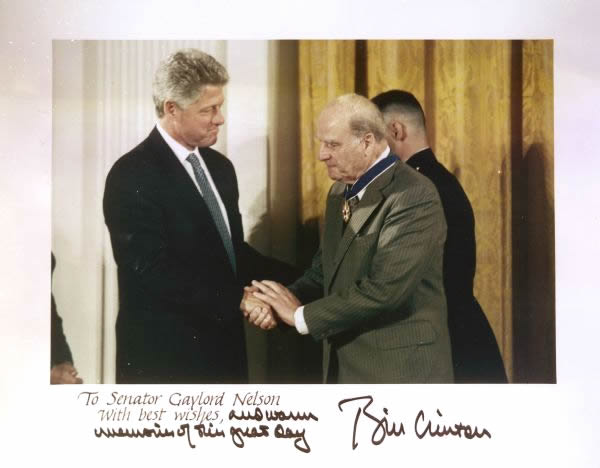 To Senator Gaylord Nelson
With best wishes, and warm
memories of this great day
Bill Clinton